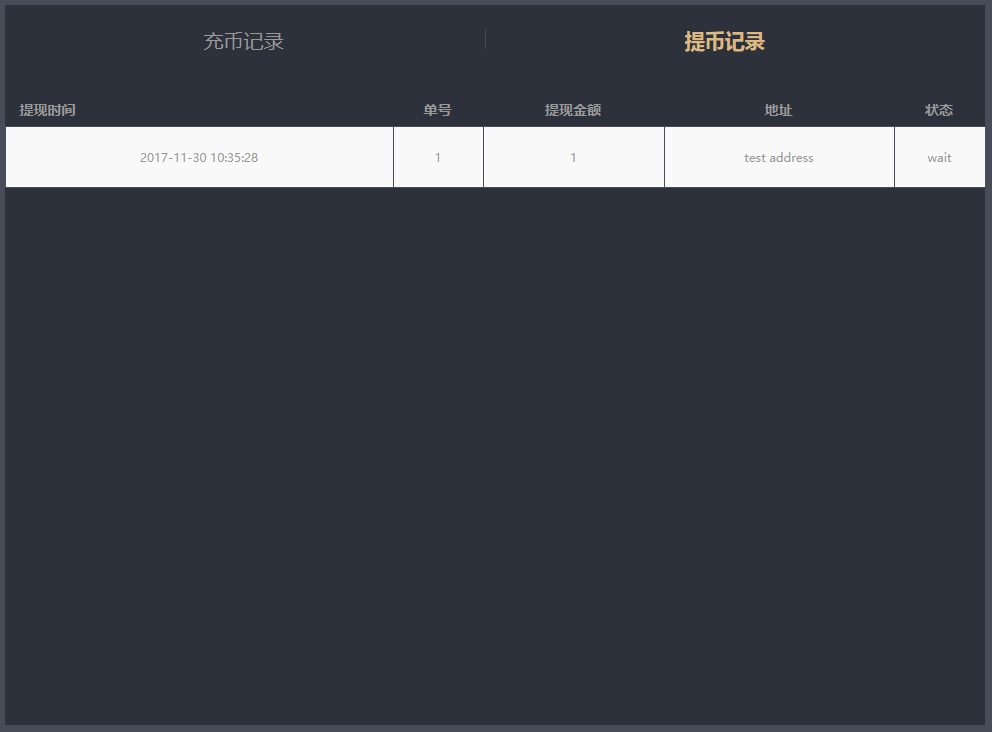 充币记录 提币记录
提现时间 单号 提现金额 地址 状态
2017-11-30 10:35:28 1 1 test address wait